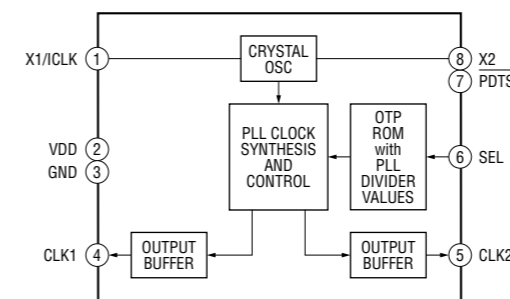 X1/ICLK
1
CRYSTAL
OSC
8
X2
7
PDTS
PLL CLOCK
SYNTHESIS
AND
CONTROL
OTP
ROM
with
PLL
DIVIDER
VALUES
VDD
2
GND
3
6
SEL
CLK1
4
OUTPUT
BUFFER
OUTPUT
BUFFER
5
CLK2